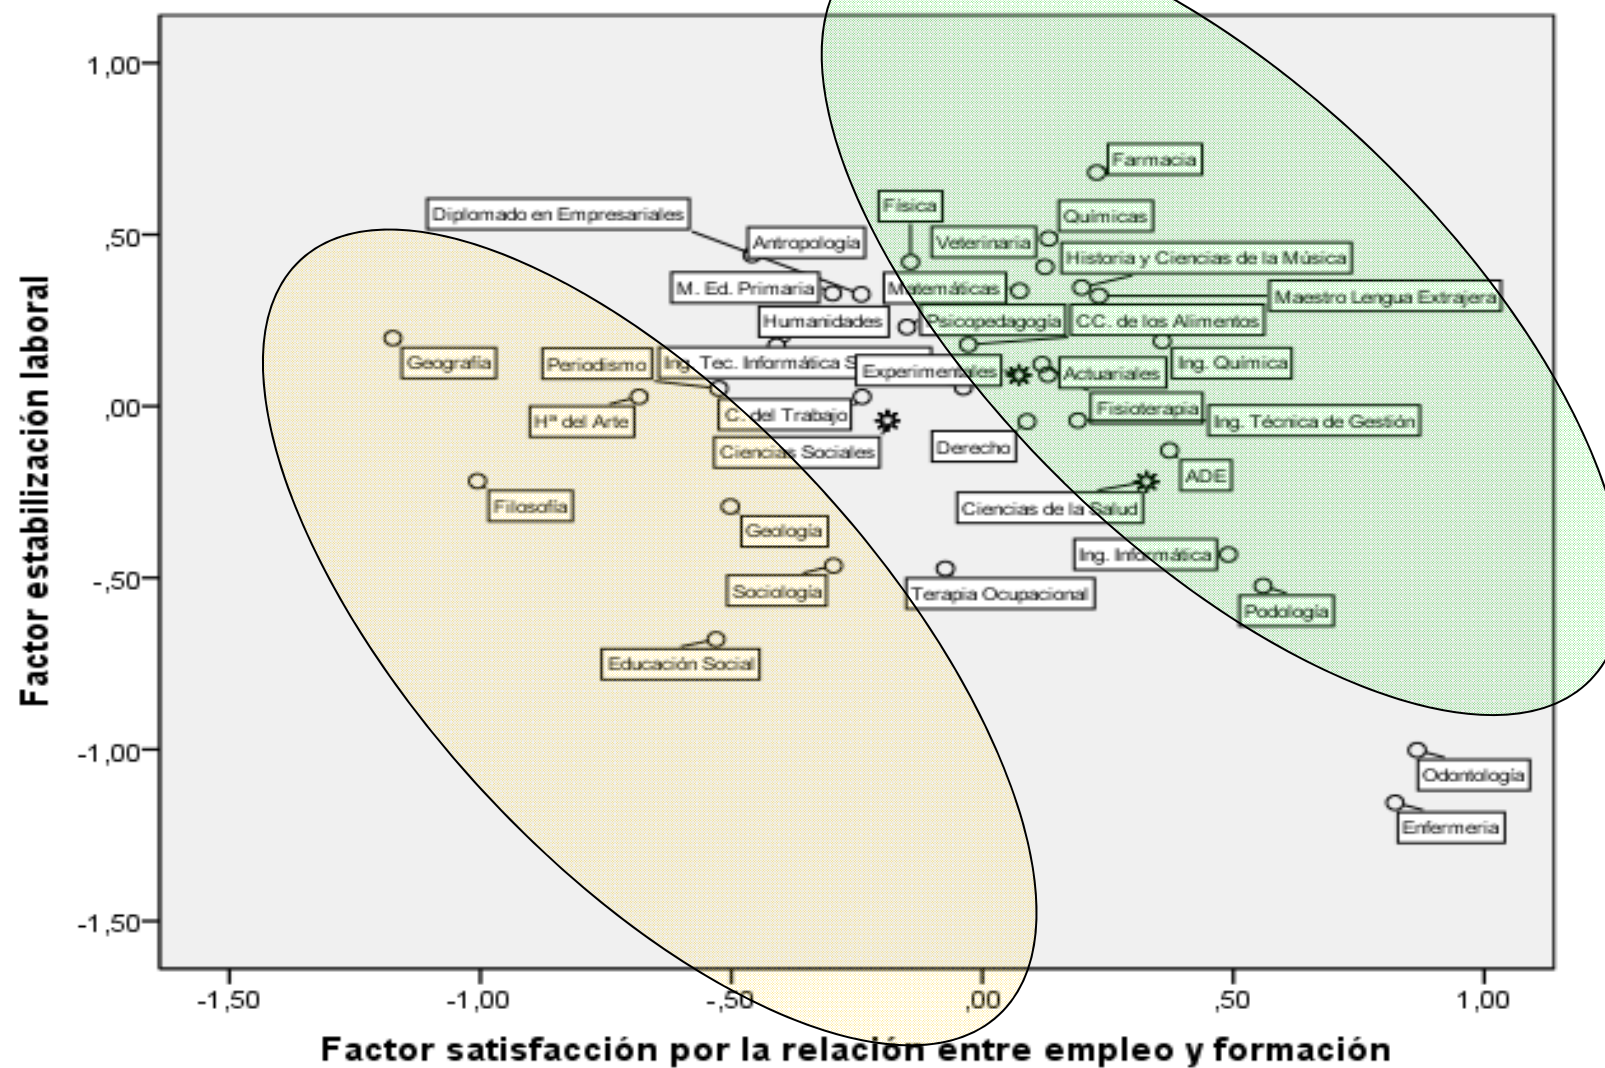 1,00
,50
,00
-,50
-1,00
-1,50
Factor estabilización laboral
Farmacia
Física
Químicas
Diplomado en Empresariales
Antropología
Veterinaria
Historia y Ciencias de la Música
M. Ed. Primaria
Matemáticas
Maestro Lengua Extrajera
Humanidades
Psicopedagogía
CC. de los Alimentos
Geografía
Periodismo
Ing. Tec. Informática S
Experimentales
Actuariales
Ing. Química
Hª del Arte
C. del Trabajo
Fisioterapia
Ing. Técnica de Gestión
Ciencias Sociales
Derecho
ADE
Filosofía
Ciencias de la Salud
Geología
Ing. Informática
Sociología
Terapia Ocupacional
Podología
Educación Social
Odontología
Enfermeria
-1,50
-1,00
-,50
,00
,50
1,00
Factor satisfacción por la relación entre empleo y formación